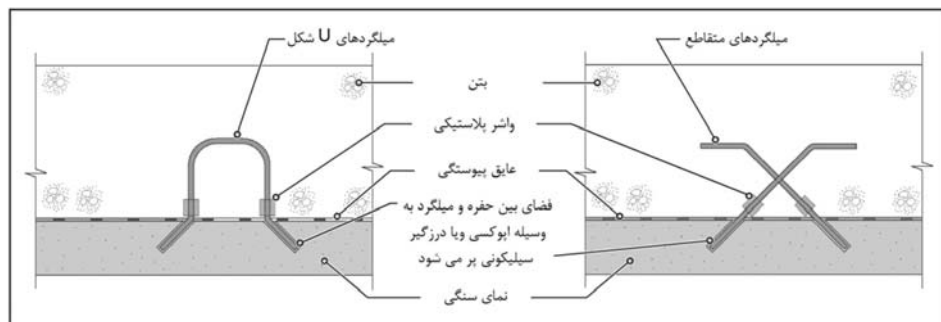 میلگردهای U شکل
میلگردهای متقاطع
بتن
واشر پلاستیکی
عایق پیوستگی
فضای بین حفره و میلگرد به
وسیله اپوکسی ویا درزگیر
سیلیکونی پر می شود
نمای سنگی